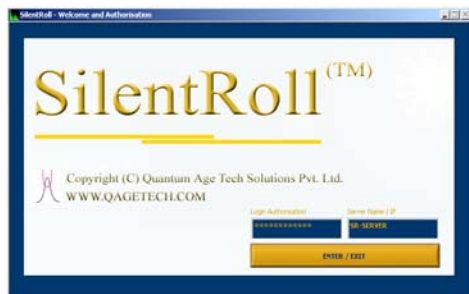 SilentRoll - Welcome and Authorisation
SilentRoll (TM)
Copyright (C) Quantum Age Tech Solutions Pvt. Ltd.
WWW.QAGETECH.COM
Login Authorisation Server Name / IP
************ SR-SERVER
ENTER / EXIT